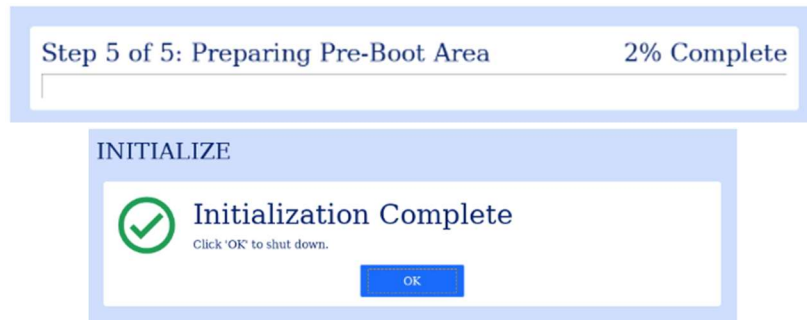 Step 5 of 5: Preparing Pre-Boot Area 2% Complete
INITIALIZE
Initialization Complete
Click 'OK' to shut down.
OK